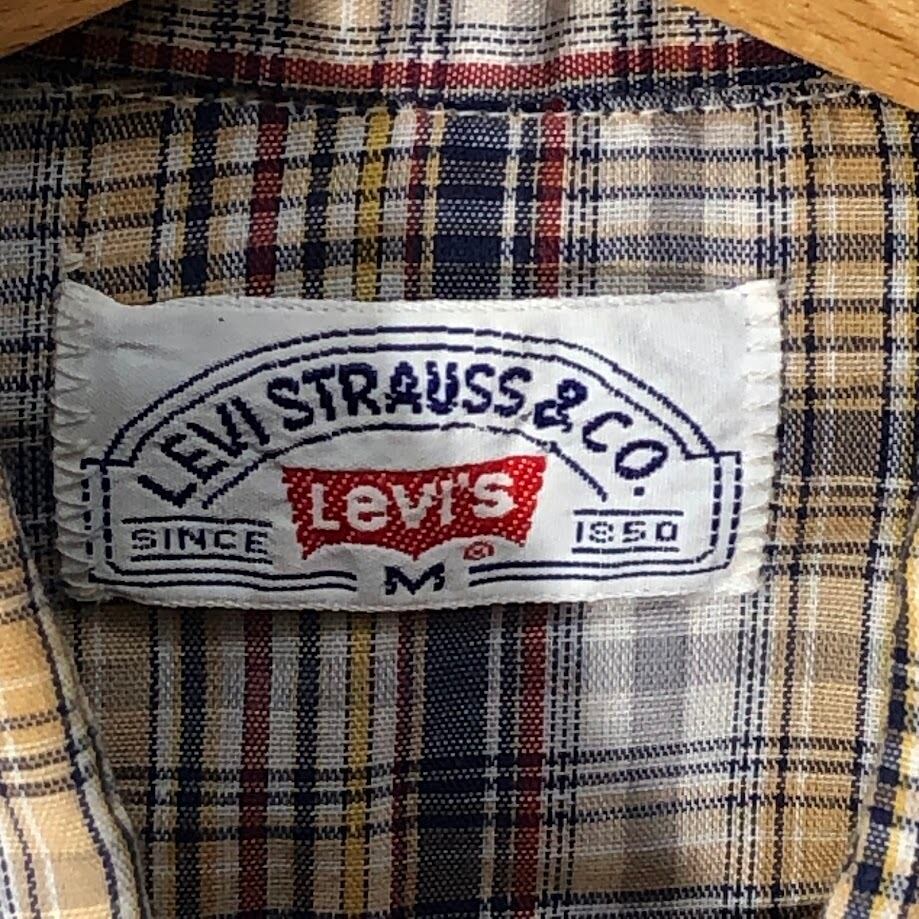 LEVI STRAUSS & CO.
Levi's
®
SINCE 1850
M